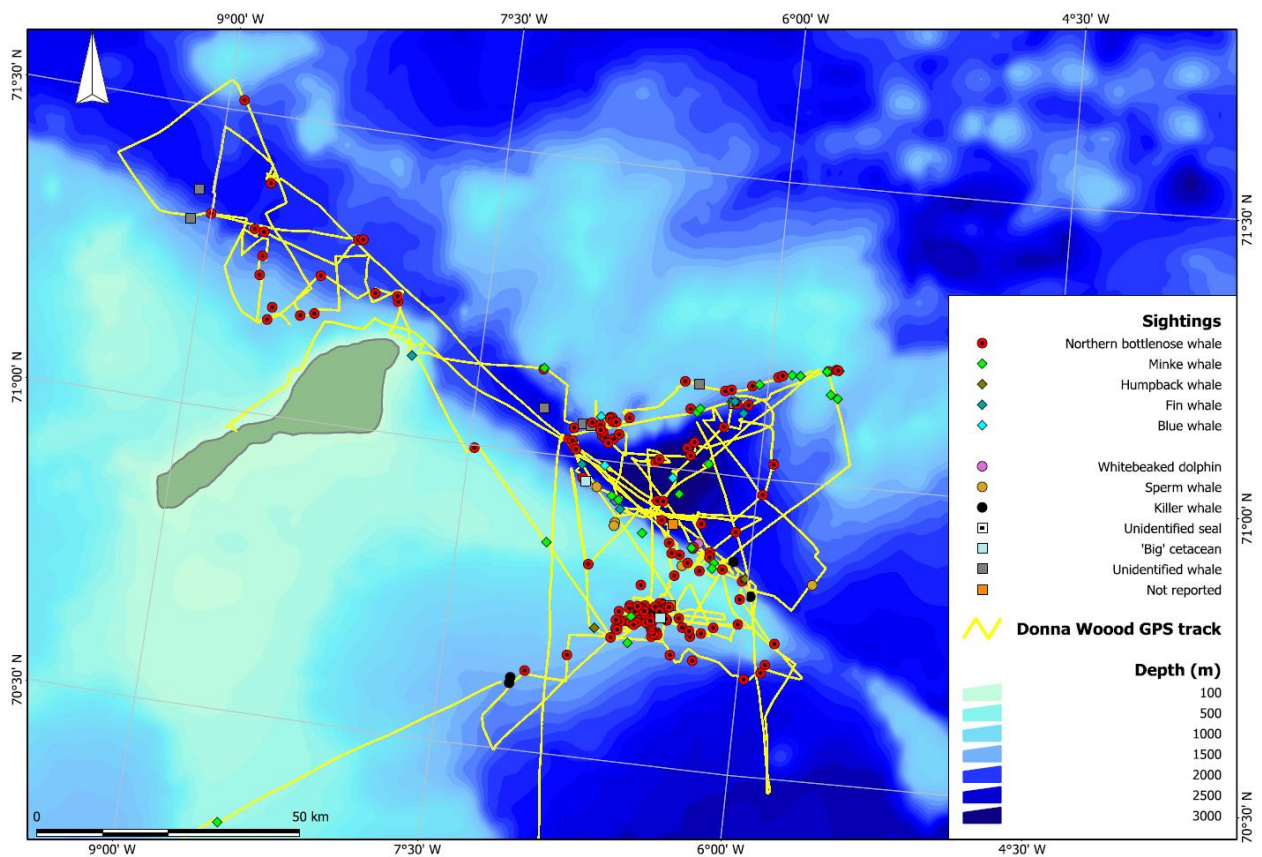 9°00' W 7°30' W 6°00' W 4°30' W
71°30' N
71°00' N
70°30' N
71°30' N
71°00' N
70°30' N
Sightings
Northern bottlenose whale
Minke whale
Humpback whale
Fin whale
Blue whale
Whitebeaked dolphin
Sperm whale
Killer whale
Unidentified seal
'Big' cetacean
Unidentified whale
Not reported
Donna Woood GPS track
Depth (m)
100
500
1000
1500
2000
2500
3000
0 50 km
9°00' W 7°30' W 6°00' W 4°30' W